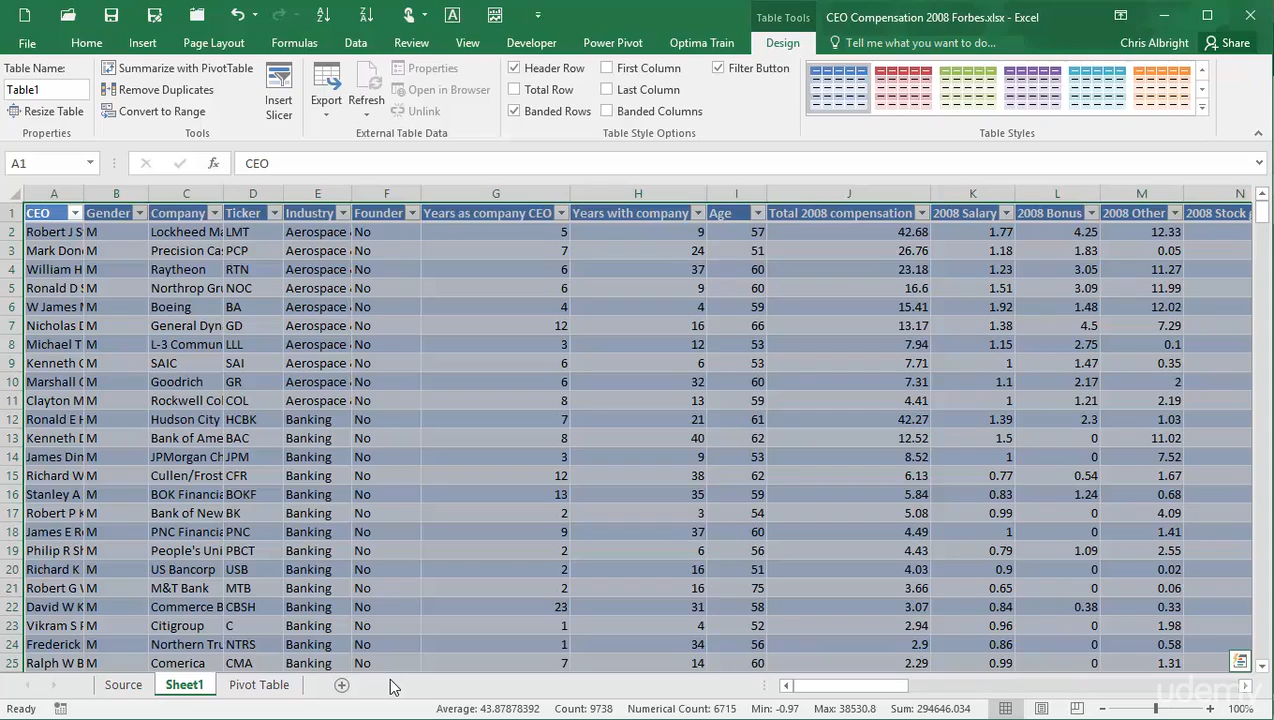 Table Tools
CEO Compensation 2008 Forbes.xlsx - Excel
File Home Insert Page Layout Formulas Data Review View Developer Power Pivot Optima Train Design Tell me what you want to do... Chris Albright Share
Table Name:
Table1
Resize Table
Properties
Summarize with PivotTable
Remove Duplicates
Convert to Range
Tools
Insert
Slicer
Export
Refresh
Properties
Open in Browser
Unlink
External Table Data
Header Row First Column Filter Button
Total Row Last Column
Banded Rows Banded Columns
Table Style Options
Table Styles
A1 fx CEO
A B C D E F G H I J K L M N
1 CEO Gender Company Ticker Industry Founder Years as company CEO Years with company Age Total 2008 compensation 2008 Salary 2008 Bonus 2008 Other 2008 Stock
2 Robert J S M Lockheed Ma LMT Aerospace No 5 9 57 42.68 1.77 4.25 12.33
3 Mark Don M Precision Ca PCP Aerospace No 7 24 51 26.76 1.18 1.83 0.05
4 William H M Raytheon RTN Aerospace No 6 37 60 23.18 1.23 3.05 11.27
5 Ronald D S M Northrop Gr NOC Aerospace No 6 9 60 16.6 1.51 3.09 11.99
6 W James M M Boeing BA Aerospace No 4 4 59 15.41 1.92 1.48 12.02
7 Nicholas D M General Dyn GD Aerospace No 12 16 66 13.17 1.38 4.5 7.29
8 Michael T M L-3 Commun LLL Aerospace No 3 12 53 7.94 1.15 2.75 0.1
9 Kenneth C M SAIC SAI Aerospace No 6 6 53 7.71 1 1.47 0.35
10 Marshall M Goodrich GR Aerospace No 6 32 60 7.31 1.1 2.17 2
11 Clayton M M Rockwell Co COL Aerospace No 8 13 59 4.41 1 1.21 2.19
12 Ronald E H M Hudson City HCBK Banking No 7 21 61 42.27 1.39 2.3 1.03
13 Kenneth D M Bank of Ame BAC Banking No 8 40 62 12.52 1.5 0 11.02
14 James Din M JPMorgan Ch JPM Banking No 3 9 53 8.52 1 0 7.52
15 Richard W M Cullen/Frost CFR Banking No 12 38 62 6.13 0.77 0.54 1.67
16 Stanley A M BOK Financia BOKF Banking No 13 35 59 5.84 0.83 1.24 0.68
17 Robert P K M Bank of New BK Banking No 2 3 54 5.08 0.99 0 4.09
18 James E R M PNC Financia PNC Banking No 9 37 60 4.49 1 0 1.41
19 Philip R Sh M People's Uni PBCT Banking No 2 6 56 4.43 0.79 1.09 2.55
20 Richard K M US Bancorp USB Banking No 2 16 51 4.03 0.9 0 0.02
21 Robert G M M&T Bank MTB Banking No 2 16 75 3.66 0.65 0 0.06
22 David W K M Commerce B CBSH Banking No 23 31 58 3.07 0.84 0.38 0.33
23 Vikram S M Citigroup C Banking No 1 4 52 2.94 0.96 0 1.98
24 Frederick M Northern Tru NTRS Banking No 1 34 56 2.9 0.86 0 0.58
25 Ralph W B M Comerica CMA Banking No 7 14 60 2.29 0.99 0 1.31
Source Sheet1 Pivot Table
udemy
Ready Average: 43.87878392 Count: 9738 Numerical Count: 6715 Min: -0.97 Max: 38530.8 Sum: 294646.034 100%